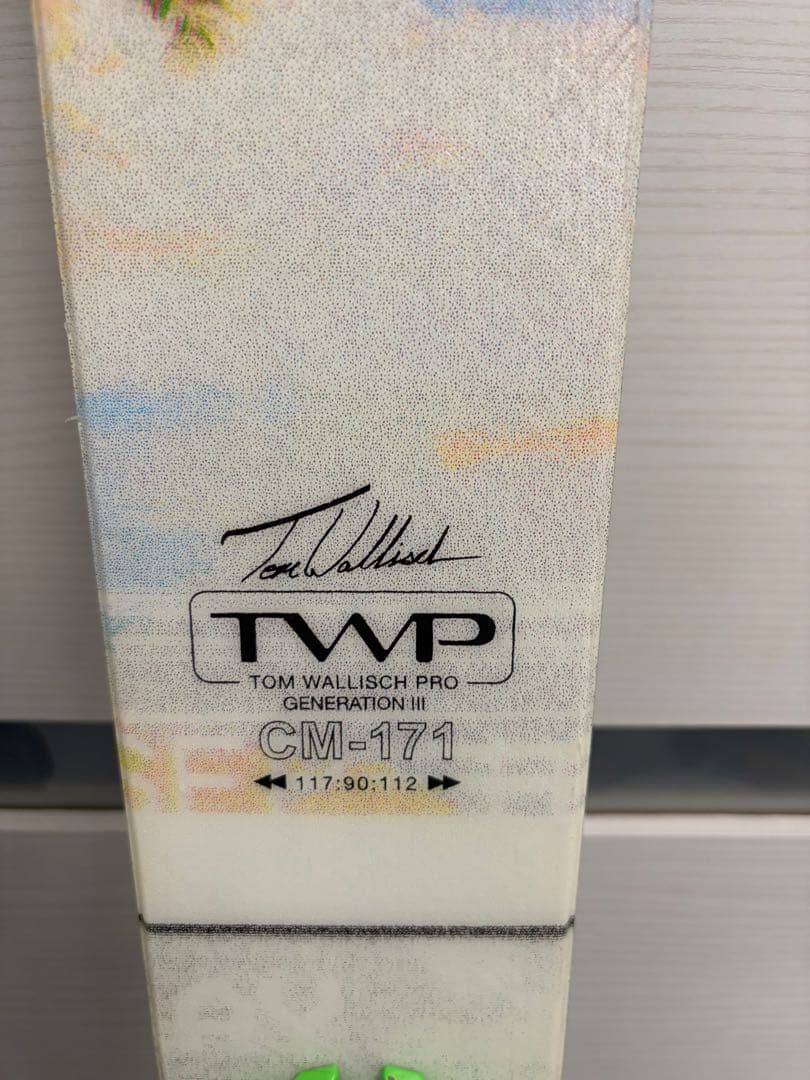 Tom Wallisch
TWP
TOM WALLISCH PRO
GENERATION III
CM-171
117:90:112